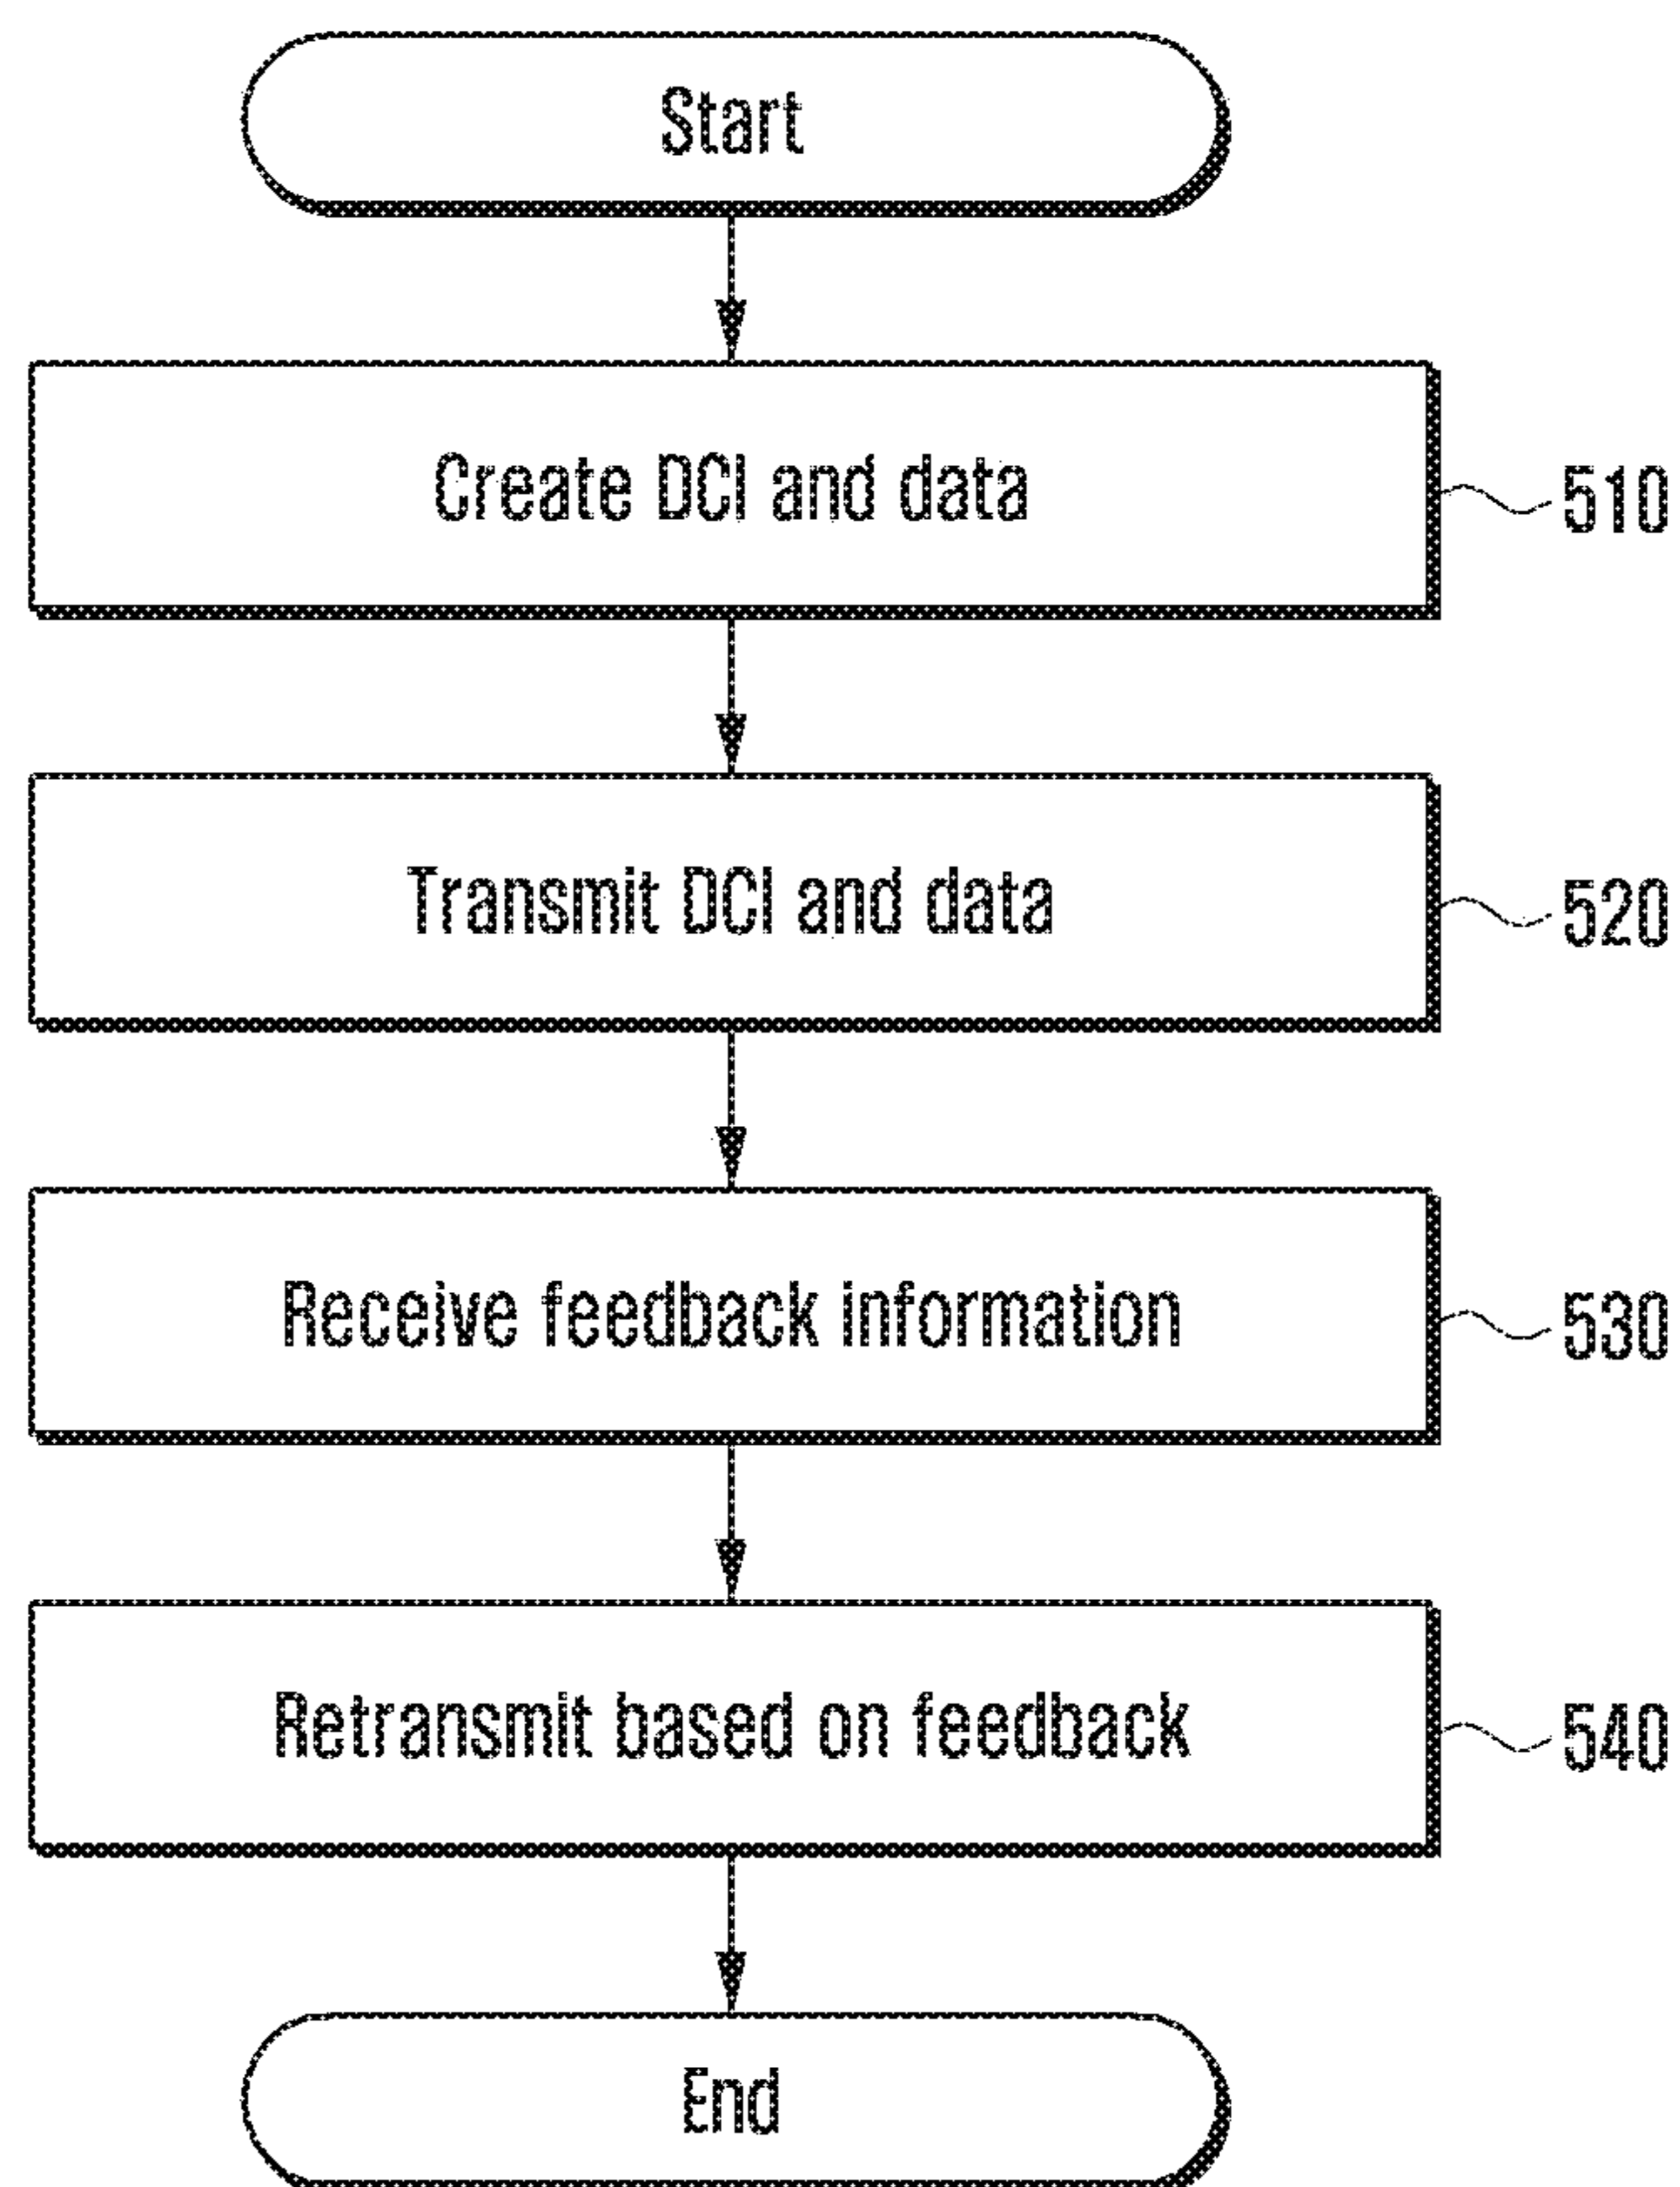 Start
Create DCI and data
510
Transmit DCI and data
520
Receive feedback information
530
Retransmit based on feedback
540
End